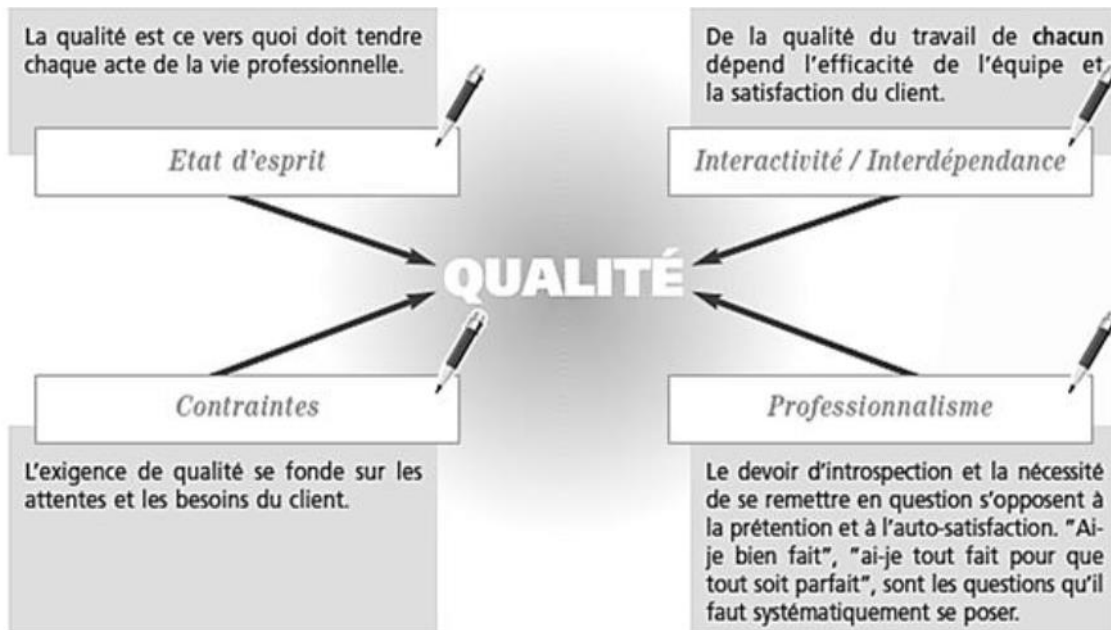 La qualité est ce vers quoi doit tendre
chaque acte de la vie professionnelle.
Etat d'esprit
De la qualité du travail de chacun
dépend l'efficacité de l'équipe et
la satisfaction du client.
Interactivité / Interdépendance
QUALITÉ
Contraintes
L'exigence de qualité se fonde sur les
attentes et les besoins du client.
Professionnalisme
Le devoir d'introspection et la nécessité
de se remettre en question s'opposent à
la prétention et à l'auto-satisfaction. "Ai-
je bien fait", "ai-je tout fait pour que
tout soit parfait", sont les questions qu'il
faut systématiquement se poser.